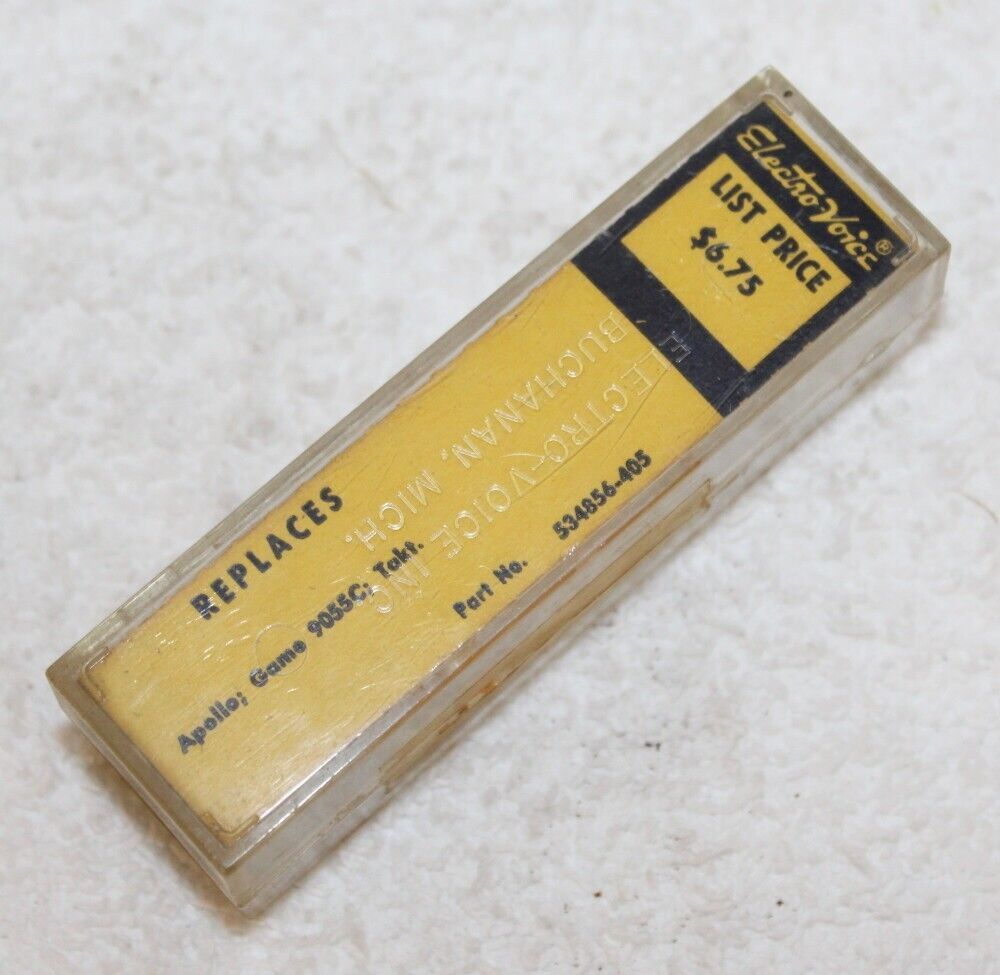 Electro-Voice®
LIST PRICE
$6.75
ELECTRO-VOICE INC.
BUCHANAN, MICH.
REPLACES
Apollo; Gamo 9055C; Takt.
Part No. 534856-405